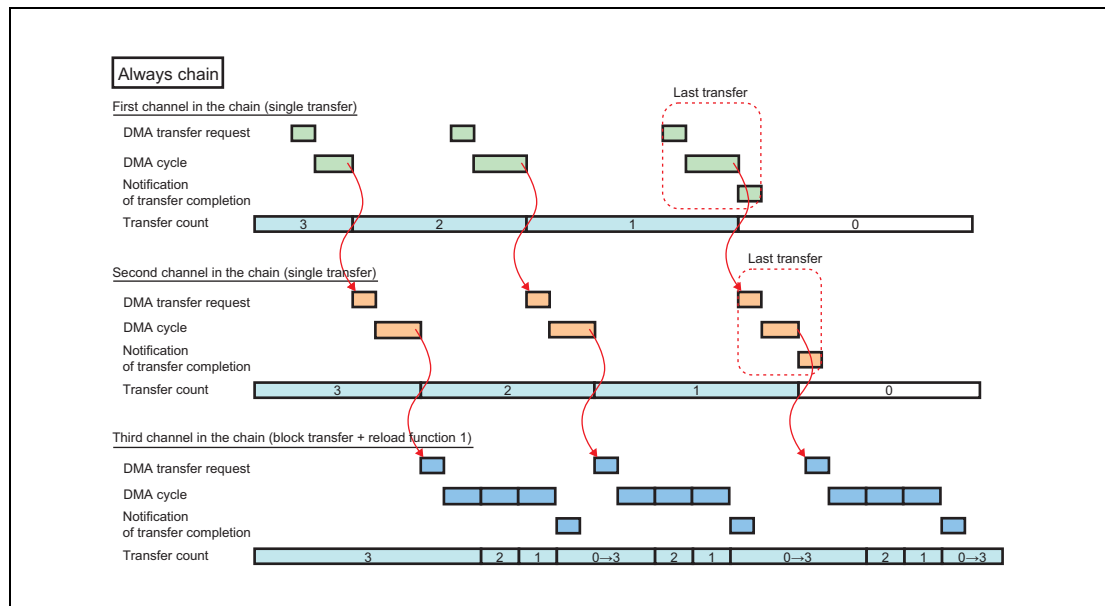 Always chain
Last transfer
First channel in the chain (single transfer)
DMA transfer request
DMA cycle
Notification
of transfer completion
Transfer count
3
2
1
0
Second channel in the chain (single transfer)
Last transfer
DMA transfer request
DMA cycle
Notification
of transfer completion
Transfer count
3
2
1
0
Third channel in the chain (block transfer + reload function 1)
DMA transfer request
DMA cycle
Notification
of transfer completion
Transfer count
3
2
1
0→3
2
1
0→3
2
1
0→3